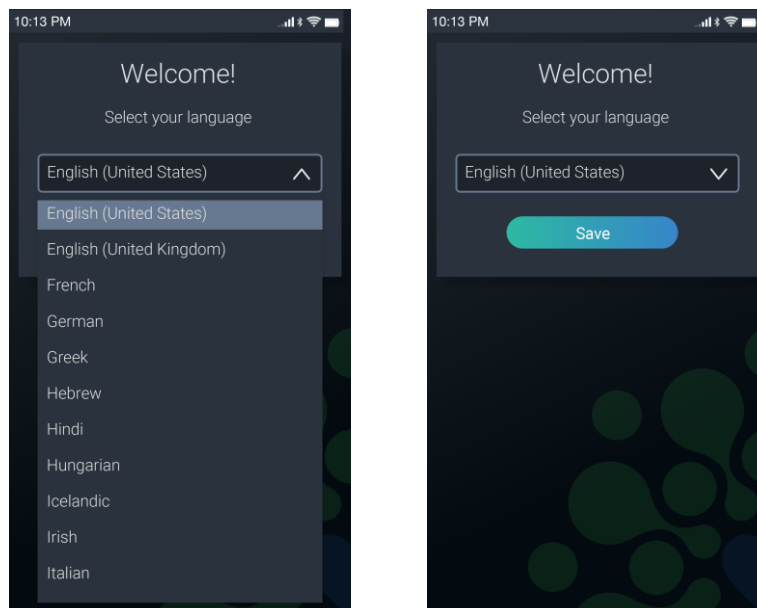 10:13 PM
Welcome!
Select your language
English (United States)
English (United States)
English (United Kingdom)
French
German
Greek
Hebrew
Hindi
Hungarian
Icelandic
Irish
Italian
10:13 PM
Welcome!
Select your language
English (United States)
Save